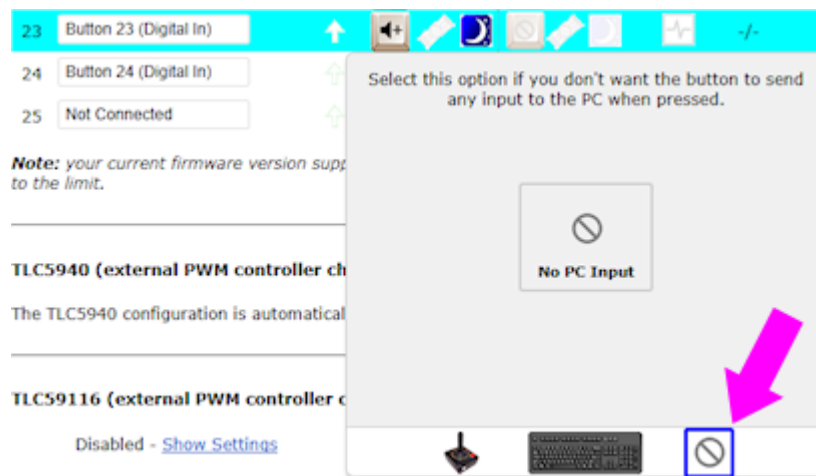 23 Button 23 (Digital In) -/-
24 Button 24 (Digital In)
25 Not Connected
Select this option if you don't want the button to send
any input to the PC when pressed.
No PC Input
Note: your current firmware version supp
to the limit.
TLC5940 (external PWM controller ch
The TLC5940 configuration is automatical
TLC59116 (external PWM controller c
Disabled - Show Settings